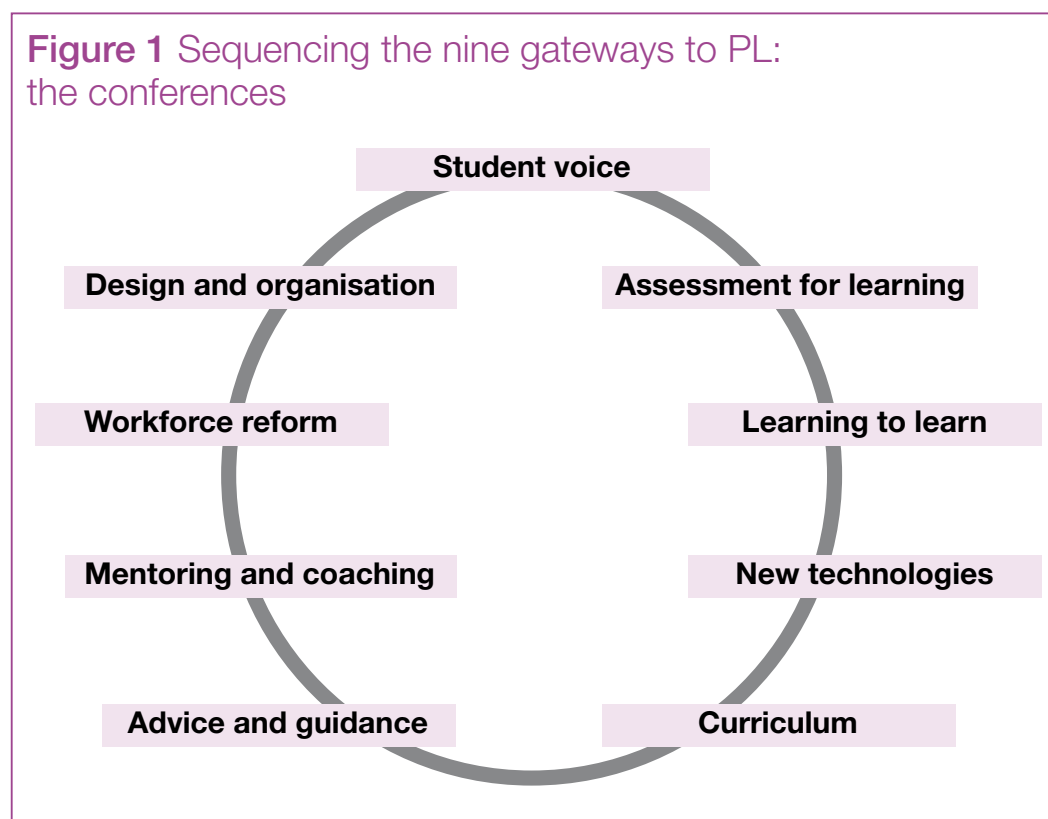 Figure 1 Sequencing the nine gateways to PL:
the conferences
Student voice
Design and organisation
Assessment for learning
Workforce reform
Learning to learn
Mentoring and coaching
New technologies
Advice and guidance
Curriculum